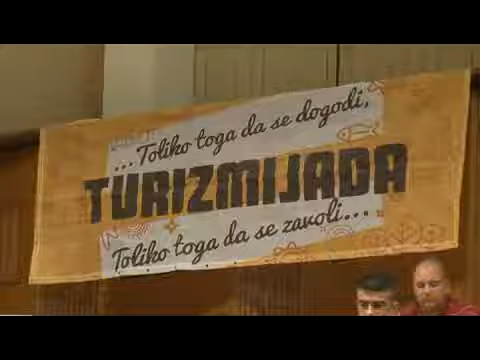 ...Toliko toga da se dogodi,
TURIZMIJADA
Toliko toga da se zavoli...